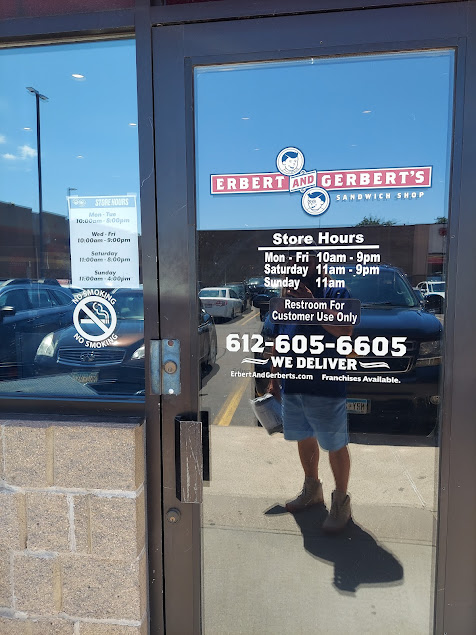 ERBERT AND GERBERT'S
SANDWICH SHOP
STORE HOURS
Mon - Tue
10:00am - 8:00pm
Wed - Fri
10:00am - 9:00pm
Saturday
11:00am - 8:00pm
Sunday
11:00am - 4:00pm
NO SMOKING
NO SMOKING
Store Hours
Mon - Fri 10am - 9pm
Saturday 11am - 9pm
Sunday 11am
Restroom For
Customer Use Only
612-605-6605
WE DELIVER
ErbertAndGerberts.com Franchises Available.